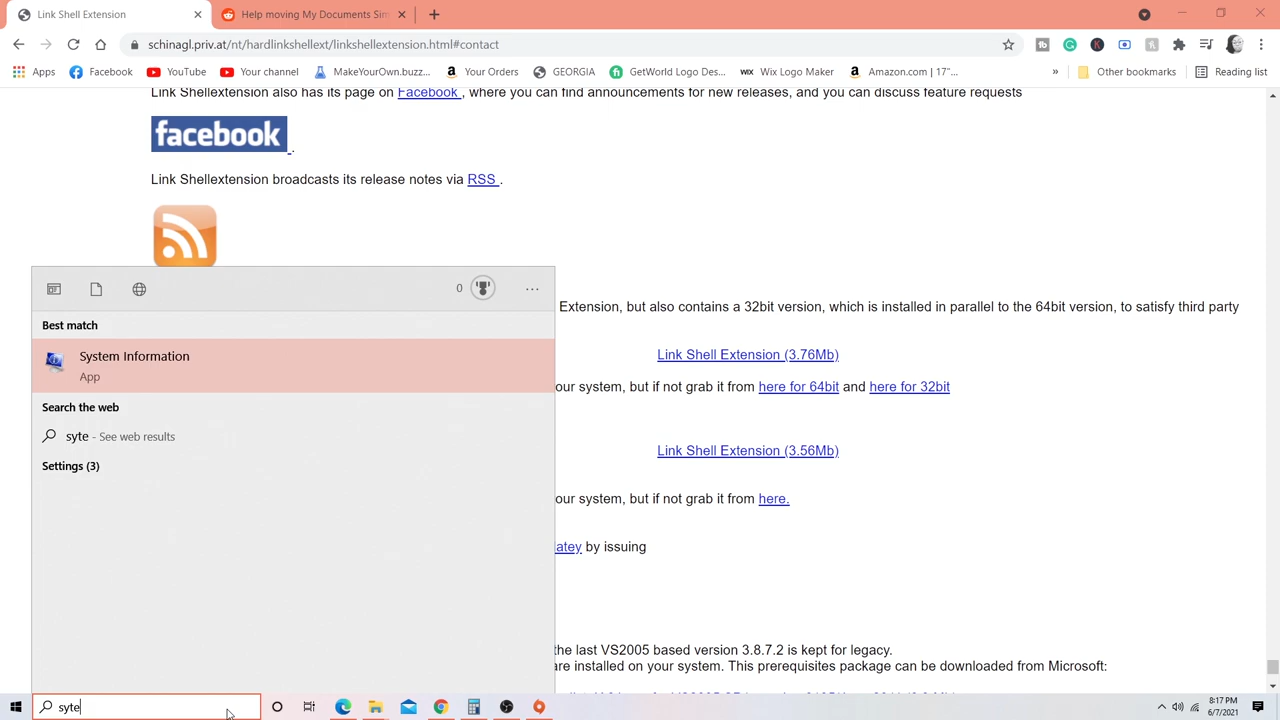 Link Shell Extension
Help moving My Documents Sim
schinagl.priv.at/nt/hardlinkshellext/linkshellextension.html#contact
Apps
Facebook
YouTube
Your channel
MakeYourOwn.buzz...
Your Orders
GEORGIA
GetWorld Logo Des...
WIX Wix Logo Maker
Amazon.com | 17"...
»
Other bookmarks
Reading list
Link Shellextension also has its page on Facebook , where you can find announcements for new releases, and you can discuss feature requests
facebook .
Link Shellextension broadcasts its release notes via RSS .
0
...
Best match
System Information
App
Search the web
syte - See web results
Settings (3)
Extension, but also contains a 32bit version, which is installed in parallel to the 64bit version, to satisfy third party
Link Shell Extension (3.76Mb)
our system, but if not grab it from here for 64bit and here for 32bit
Link Shell Extension (3.56Mb)
our system, but if not grab it from here.
latey by issuing
the last VS2005 based version 3.8.7.2 is kept for legacy.
are installed on your system. This prerequisites package can be downloaded from Microsoft:
syte
8:17 PM
6/7/2021